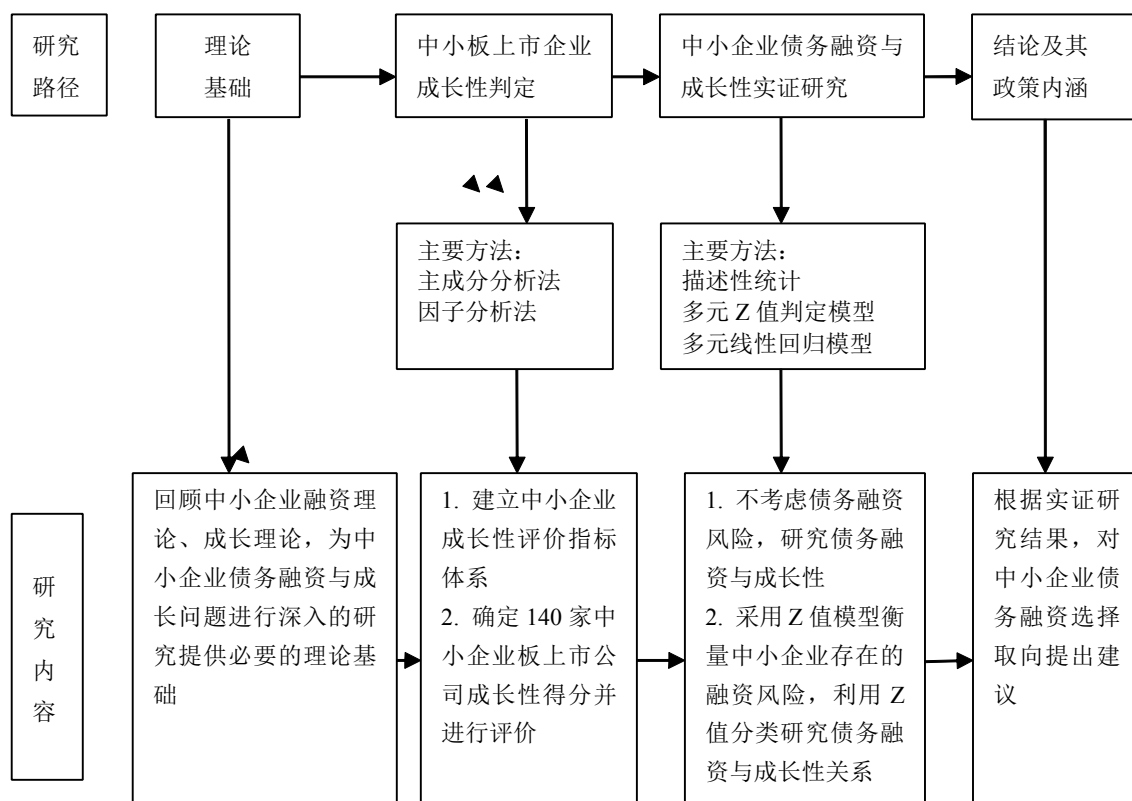 研究
路径
理论
基础
中小板上市企业
成长性判定
中小企业债务融资与
成长性实证研究
结论及其
政策内涵
主要方法：
主成分分析法
因子分析法
主要方法：
描述性统计
多元 Z 值判定模型
多元线性回归模型
研
究
内
容
回顾中小企业融资理
论、成长理论，为中
小企业债务融资与成
长问题进行深入的研
究提供必要的理论基
础
1. 建立中小企业
成长性评价指标
体系
2. 确定 140 家中
小企业板上市公
司成长性得分并
进行评价
1. 不考虑债务融资
风险，研究债务融
资与成长性
2. 采用 Z 值模型衡
量中小企业存在的
融资风险，利用 Z
值分类研究债务融
资与成长性关系
根据实证研
究结果，对
中小企业债
务融资选择
取向提出建
议